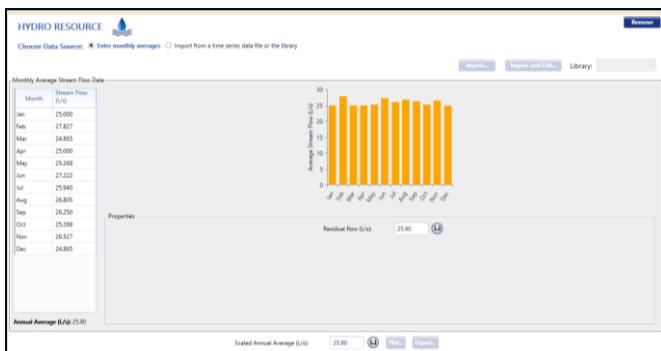 HYDRO RESOURCE
Remove
Choose Data Source: Enter monthly averages Import from a time series data file or the library
Import... Import and Edit... Library:
Monthly Average Stream Flow Data
Month Stream Flow (L/s)
Jan 25.000
Feb 27.827
Mar 24.865
Apr 25.000
May 25.268
Jun 27.222
Jul 25.940
Aug 26.805
Sep 26.250
Oct 25.268
Nov 26.527
Dec 24.865
Annual Average (L/s): 25.90
Average Stream Flow (L/s)
30
25
20
15
10
5
0
Jan Feb Mar Apr May Jun Jul Aug Sep Oct Nov Dec
Properties
Residual flow (L/s): 25.90
Scaled Annual Average (L/s): 25.90 Plot... Export...